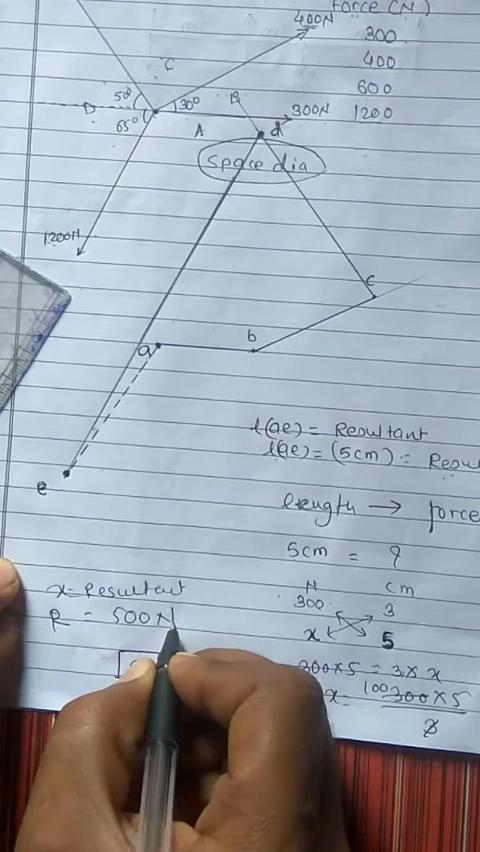 Force (N)
400N
300
400
C
600
50°
D
30°
B
300N
1200
65°
A
d
Space dia
1200N
c
b
a
l(ae) = Resultant
l(ae) = (5cm) = Resu
e
length → force
5cm = ?
x = Resultant
N cm
300 3
R = 500N
x 5
300×5 = 3×x
x = 100 300×5
3